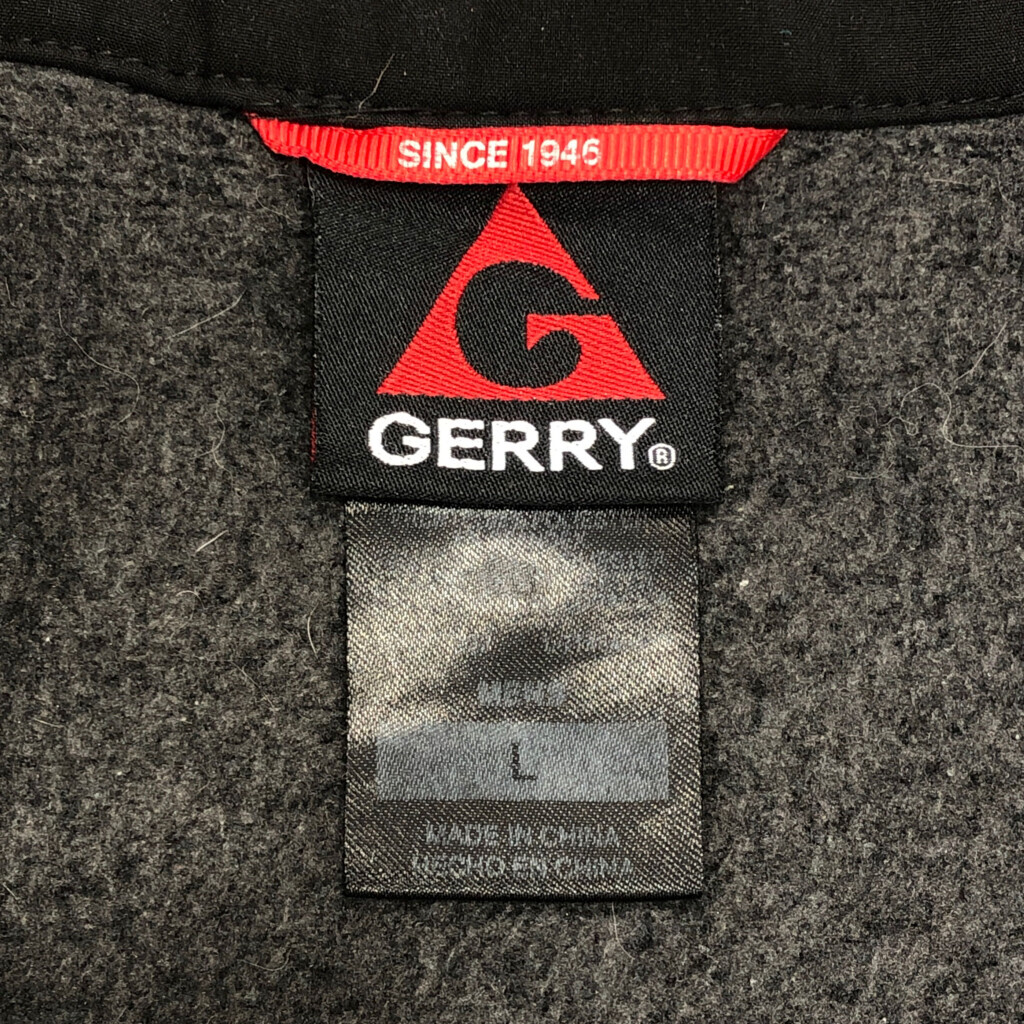 SINCE 1946
G
GERRY®
MENS
L
MADE IN CHINA
HECHO EN CHINA